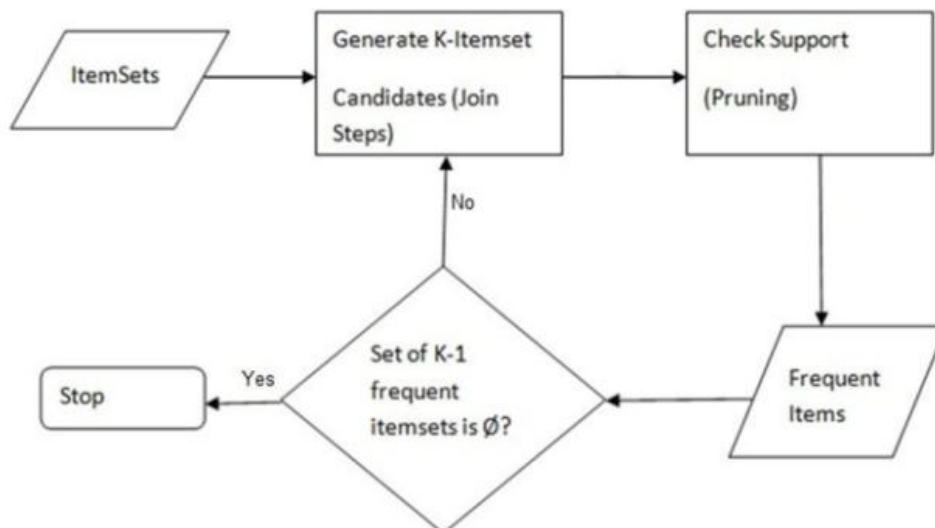 ItemSets
Generate K-Itemset
Candidates (Join
Steps)
Check Support
(Pruning)
No
Set of K-1
frequent
itemsets is Ø?
Yes
Stop
Frequent
Items